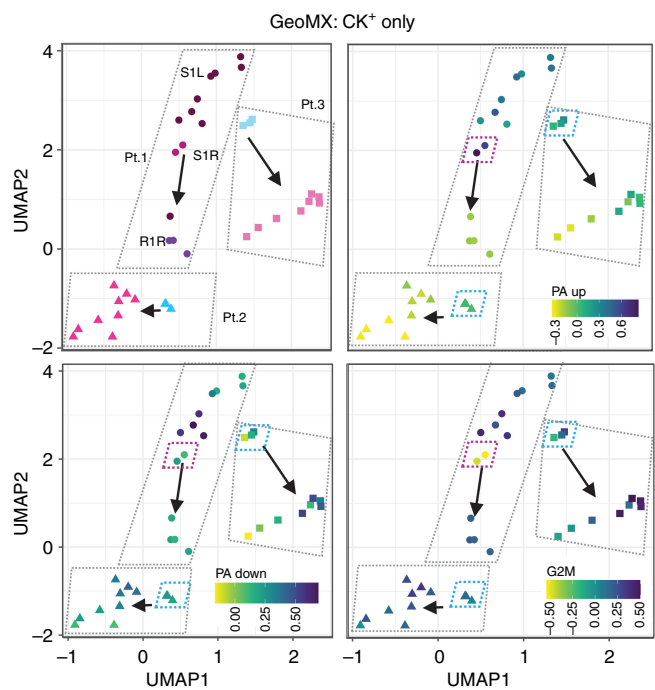 GeoMX: CK⁺ only
4
2
0
−2
UMAP2
S1L
Pt.3
Pt.1
S1R
R1R
Pt.2
PA up
−0.3
0.0
0.3
0.6
4
2
0
−2
UMAP2
PA down
0.00
0.25
0.50
G2M
−0.50
−0.25
0.00
0.25
0.50
−1
0
1
2
−1
0
1
2
UMAP1
UMAP1